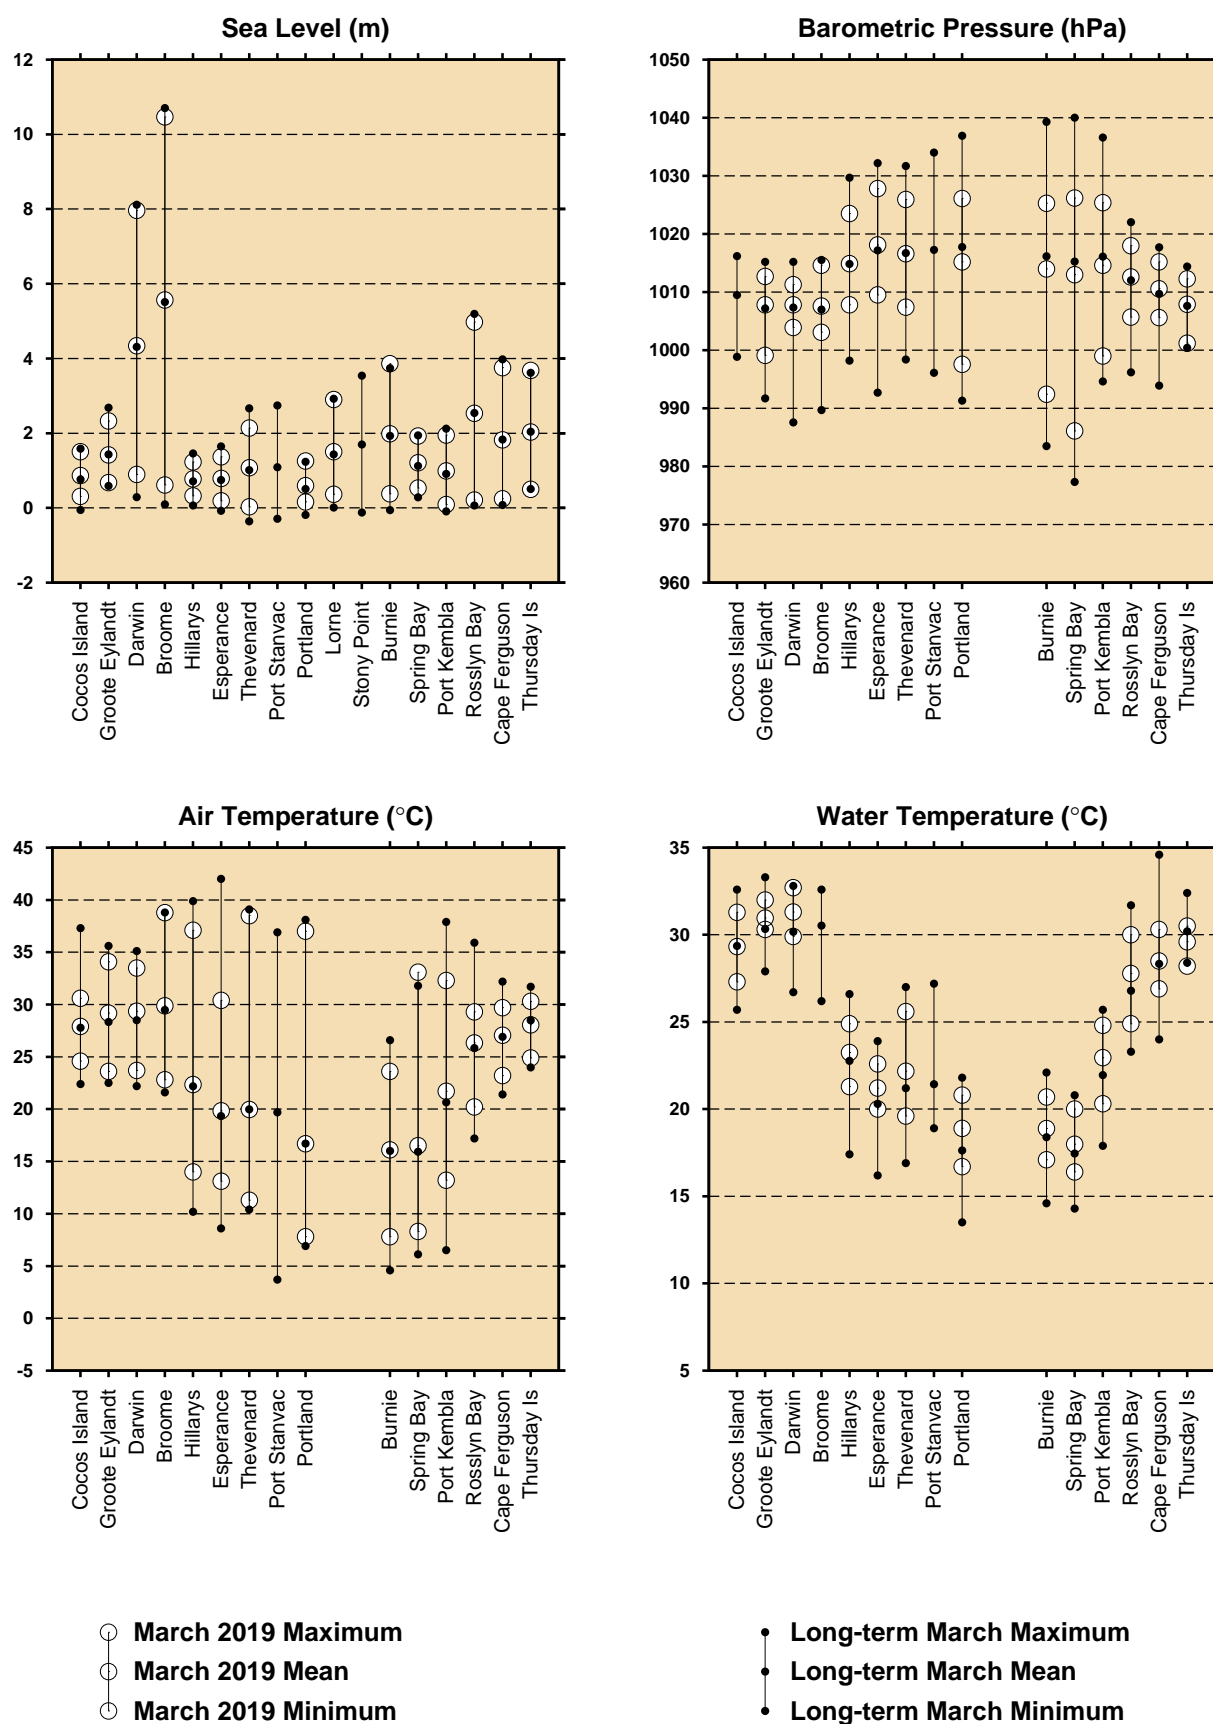 Sea Level (m)
12
10
8
6
4
2
0
-2
Cocos Island
Groote Eylandt
Darwin
Broome
Hillarys
Esperance
Thevenard
Port Stanvac
Portland
Lorne
Stony Point
Burnie
Spring Bay
Port Kembla
Rosslyn Bay
Cape Ferguson
Thursday Is
Barometric Pressure (hPa)
1050
1040
1030
1020
1010
1000
990
980
970
960
Cocos Island
Groote Eylandt
Darwin
Broome
Hillarys
Esperance
Thevenard
Port Stanvac
Portland
Burnie
Spring Bay
Port Kembla
Rosslyn Bay
Cape Ferguson
Thursday Is
Air Temperature (°C)
45
40
35
30
25
20
15
10
5
0
-5
Cocos Island
Groote Eylandt
Darwin
Broome
Hillarys
Esperance
Thevenard
Port Stanvac
Portland
Burnie
Spring Bay
Port Kembla
Rosslyn Bay
Cape Ferguson
Thursday Is
Water Temperature (°C)
35
30
25
20
15
10
5
Cocos Island
Groote Eylandt
Darwin
Broome
Hillarys
Esperance
Thevenard
Port Stanvac
Portland
Burnie
Spring Bay
Port Kembla
Rosslyn Bay
Cape Ferguson
Thursday Is
March 2019 Maximum
March 2019 Mean
March 2019 Minimum
Long-term March Maximum
Long-term March Mean
Long-term March Minimum